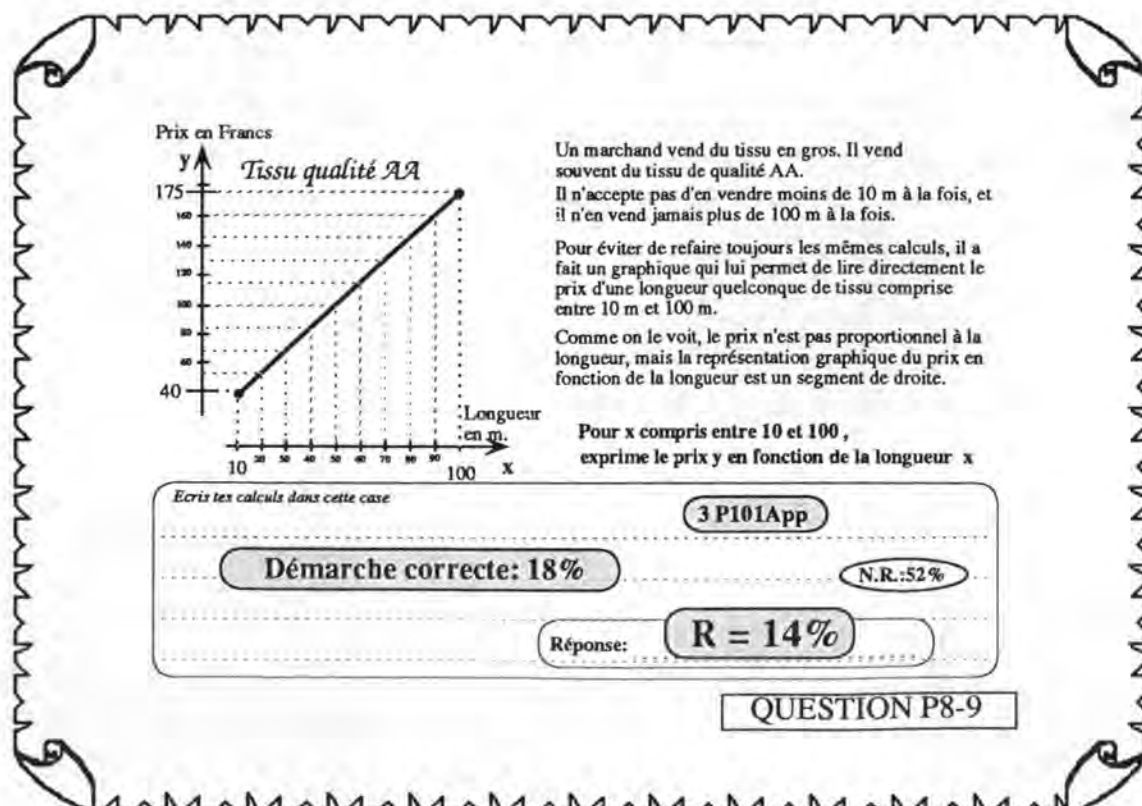 Prix en Francs
y
Tissu qualité AA
175
160
140
120
100
80
60
40
Longueur
en m.
10 20 30 40 50 60 70 80 90 100
x
Un marchand vend du tissu en gros. Il vend
souvent du tissu de qualité AA.
Il n'accepte pas d'en vendre moins de 10 m à la fois, et
il n'en vend jamais plus de 100 m à la fois.
Pour éviter de refaire toujours les mêmes calculs, il a
fait un graphique qui lui permet de lire directement le
prix d'une longueur quelconque de tissu comprise
entre 10 m et 100 m.
Comme on le voit, le prix n'est pas proportionnel à la
longueur, mais la représentation graphique du prix en
fonction de la longueur est un segment de droite.
Pour x compris entre 10 et 100 ,
exprime le prix y en fonction de la longueur x
Ecris tes calculs dans cette case
3 P101App
Démarche correcte: 18%
N.R.:52%
Réponse: R = 14%
QUESTION P8-9